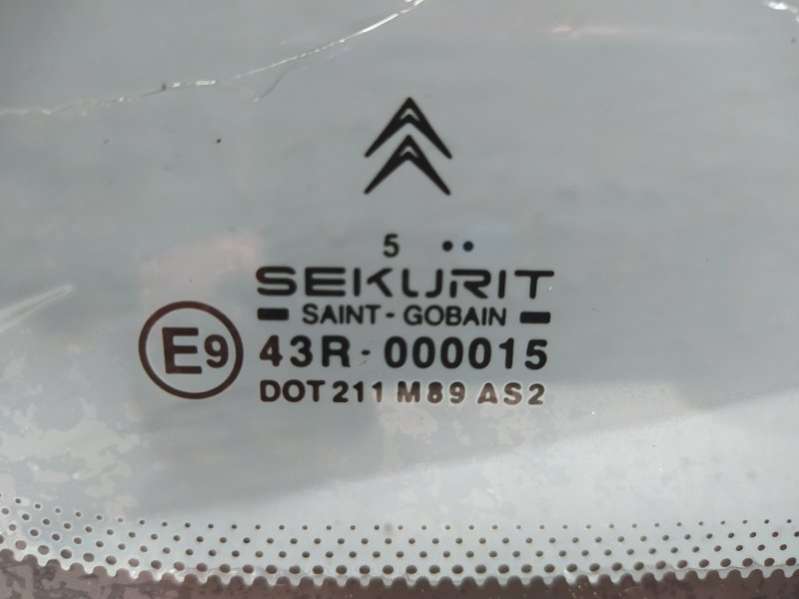 5 ••
SEKURIT
SAINT-GOBAIN
E9 43R-000015
DOT 211 M89 AS2